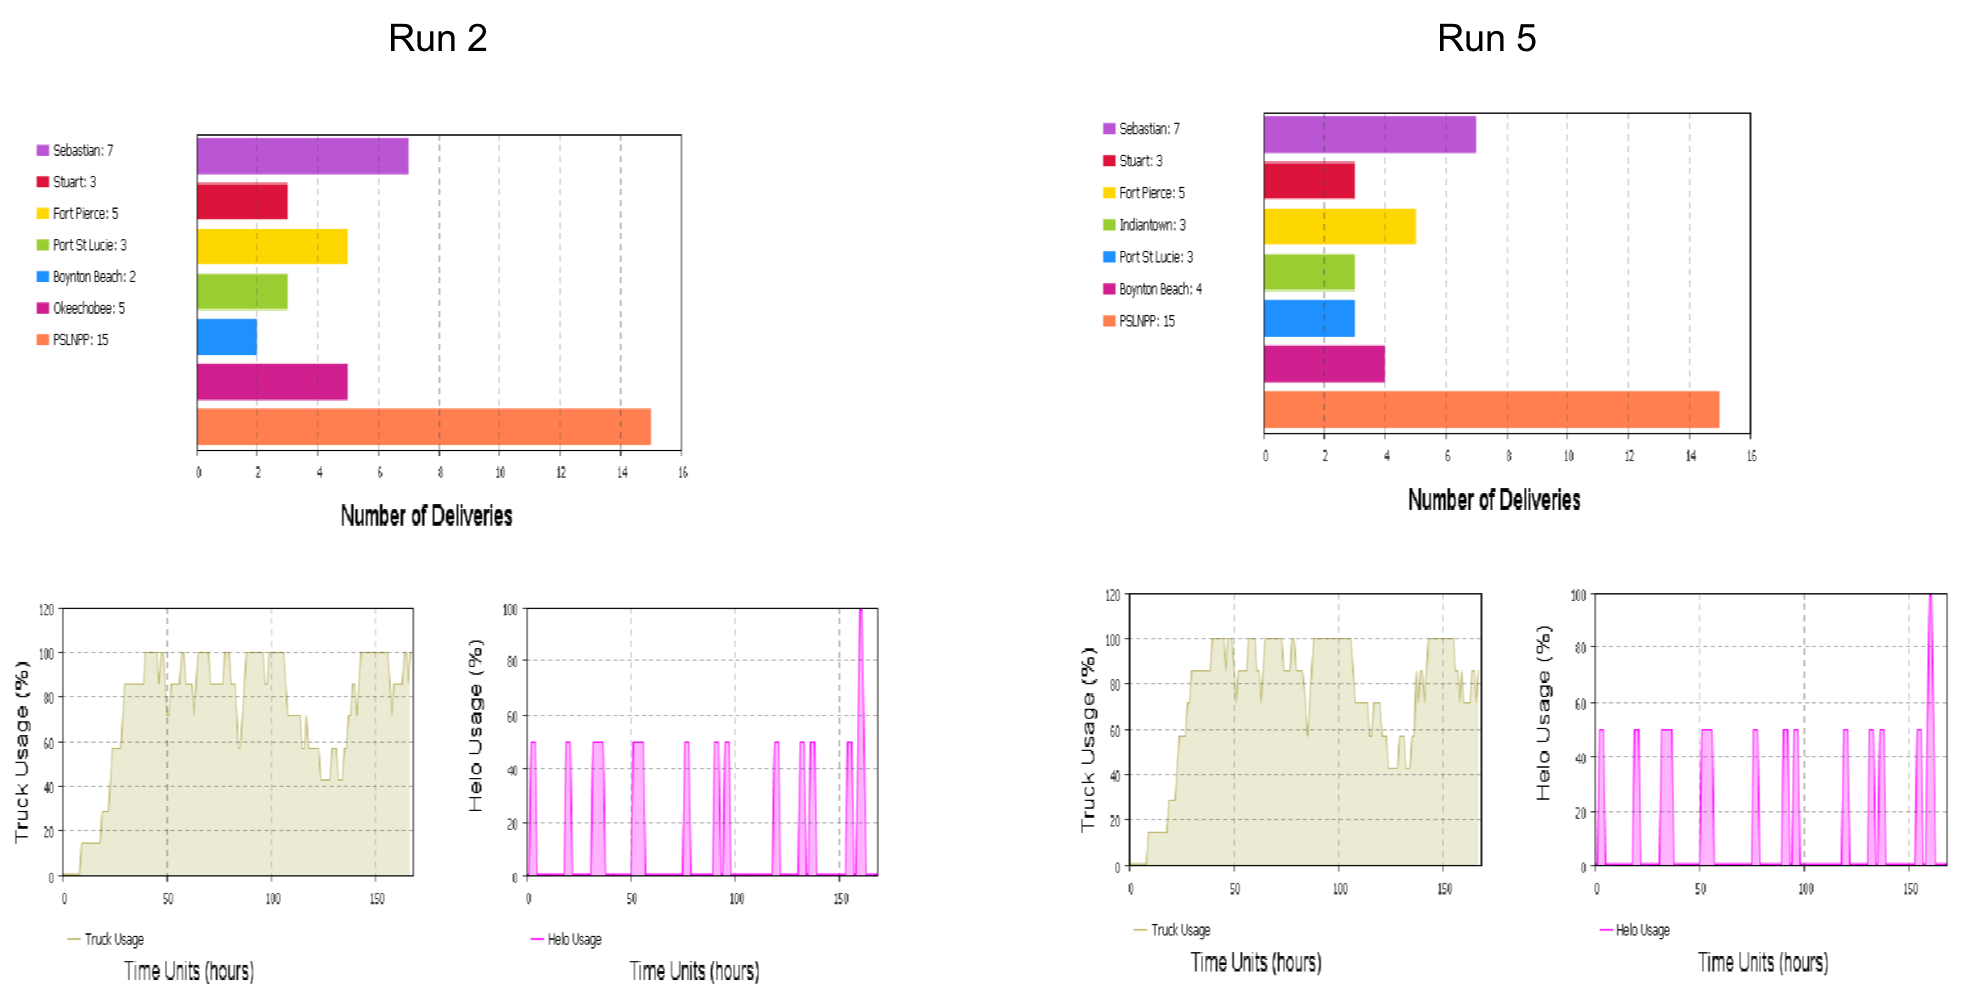 Run 2
Run 5
Sebastian: 7
Stuart: 3
Fort Pierce: 5
Port St Lucie: 3
Boynton Beach: 2
Okeechobee: 5
PSLNPP: 15
0 2 4 6 8 10 12 14 16
Number of Deliveries
Sebastian: 7
Stuart: 3
Fort Pierce: 5
Indiantown: 3
Port St Lucie: 3
Boynton Beach: 4
PSLNPP: 15
0 2 4 6 8 10 12 14 16
Number of Deliveries
Truck Usage (%)
120
100
80
60
40
20
0
0 50 100 150
Truck Usage
Time Units (hours)
Helo Usage (%)
100
80
60
40
20
0
0 50 100 150
Helo Usage
Time Units (hours)
Truck Usage (%)
120
100
80
60
40
20
0
0 50 100 150
Truck Usage
Time Units (hours)
Helo Usage (%)
100
80
60
40
20
0
0 50 100 150
Helo Usage
Time Units (hours)